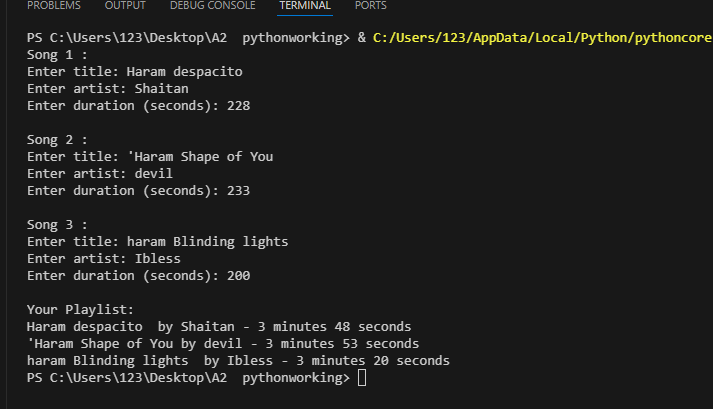 PROBLEMS OUTPUT DEBUG CONSOLE TERMINAL PORTS
PS C:\Users\123\Desktop\A2  pythonworking> & C:/Users/123/AppData/Local/Python/pythoncore
Song 1 :
Enter title: Haram despacito
Enter artist: Shaitan
Enter duration (seconds): 228
Song 2 :
Enter title: 'Haram Shape of You
Enter artist: devil
Enter duration (seconds): 233
Song 3 :
Enter title: haram Blinding lights
Enter artist: Ibless
Enter duration (seconds): 200
Your Playlist:
Haram despacito  by Shaitan - 3 minutes 48 seconds
'Haram Shape of You by devil - 3 minutes 53 seconds
haram Blinding lights  by Ibless - 3 minutes 20 seconds
PS C:\Users\123\Desktop\A2  pythonworking>